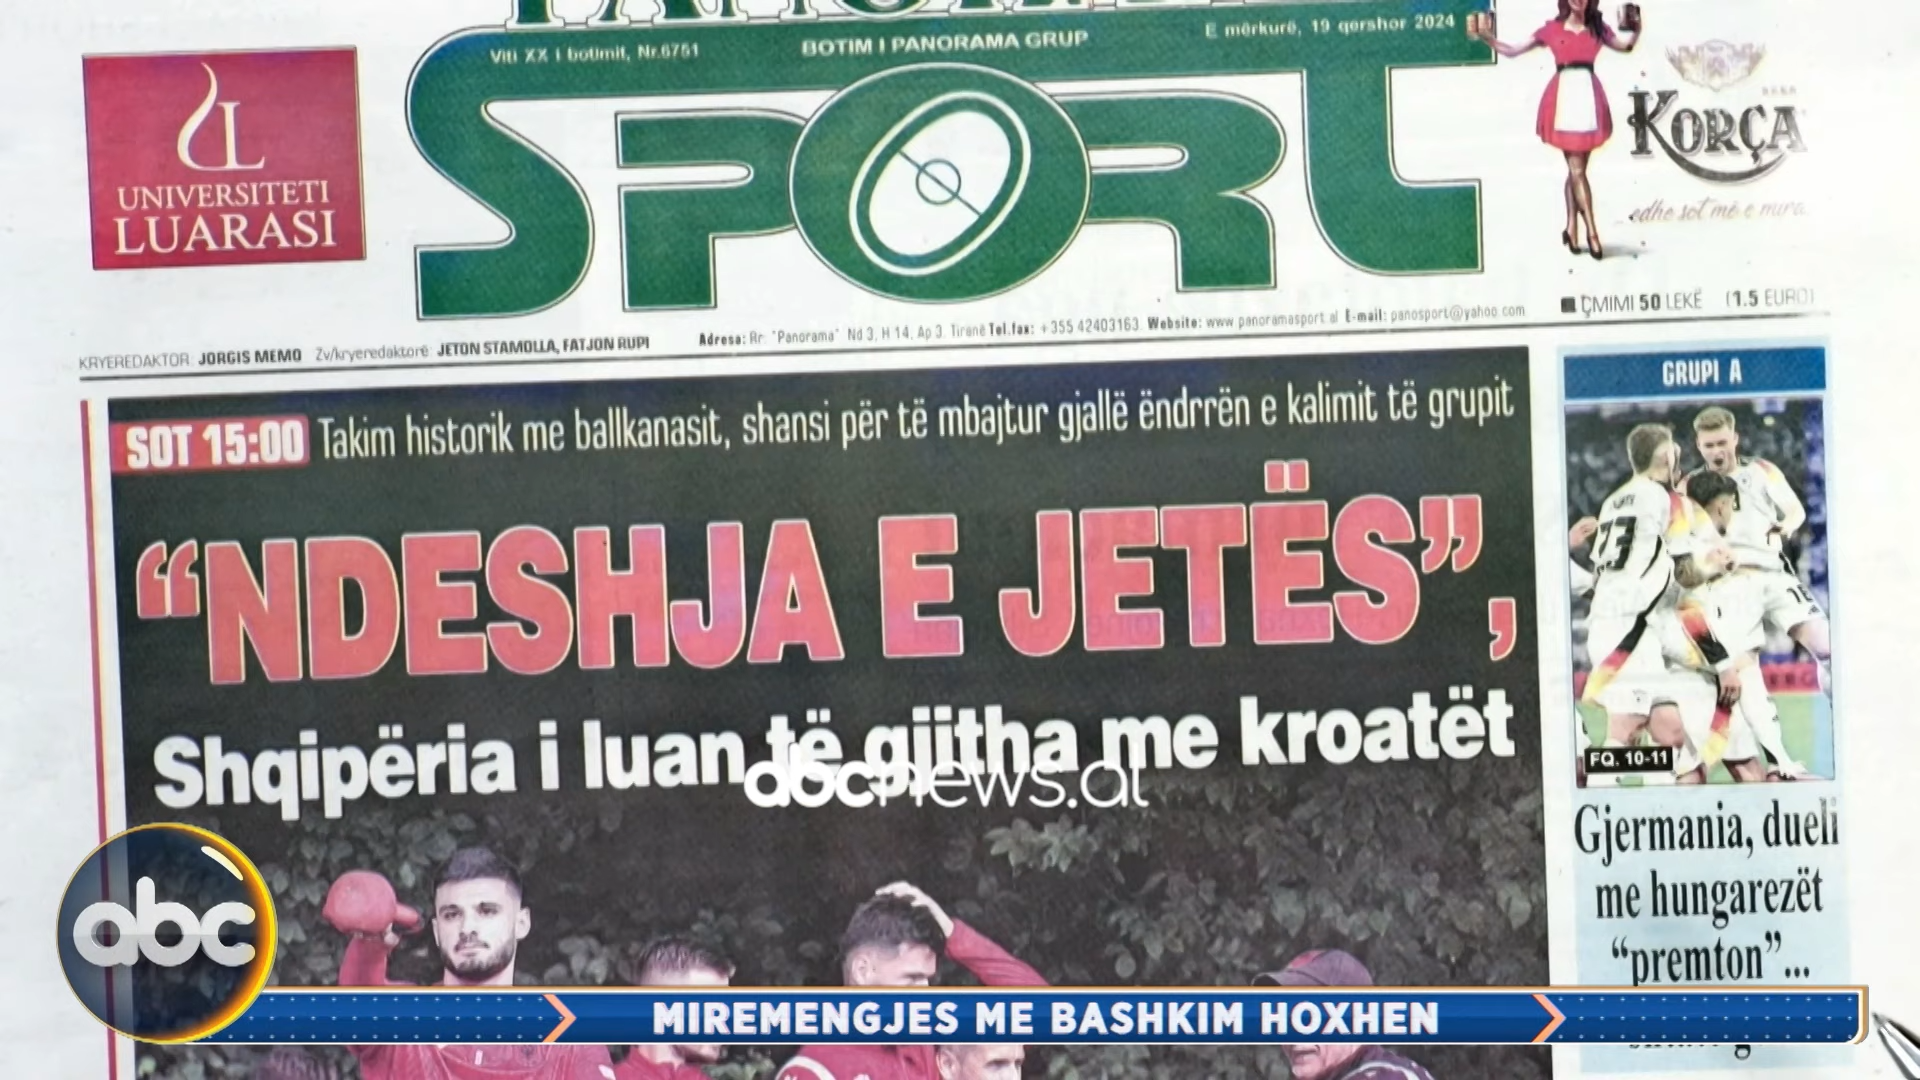 Viti XX i botimit, Nr.6751
BOTIM I PANORAMA GRUP
E mërkurë, 19 qershor 2024
SPORT
UL
UNIVERSITETI
LUARASI
KORÇA
edhe sot më e mira
ÇMIMI 50 LEKË (1.5 EURO)
KRYEREDAKTOR: JORGIS MEMO Zv/kryeredaktorë: JETON STAMOLLA, FATJON RUPI
Adresa: Rr. "Panorama" Nd 3, H 14, Ap 3, Tiranë Tel.fax: +355 42403163 Website: www.panoramasport.al E-mail: panosport@yahoo.com
SOT 15:00 Takim historik me ballkanasit, shansi për të mbajtur gjallë ëndrrën e kalimit të grupit
“NDESHJA E JETËS”,
Shqipëria i luan të gjitha me kroatët
abcnews.al
GRUPI A
23
FQ. 10-11
Gjermania, dueli
me hungarezët
“premton”...
abc
MIREMENGJES ME BASHKIM HOXHEN